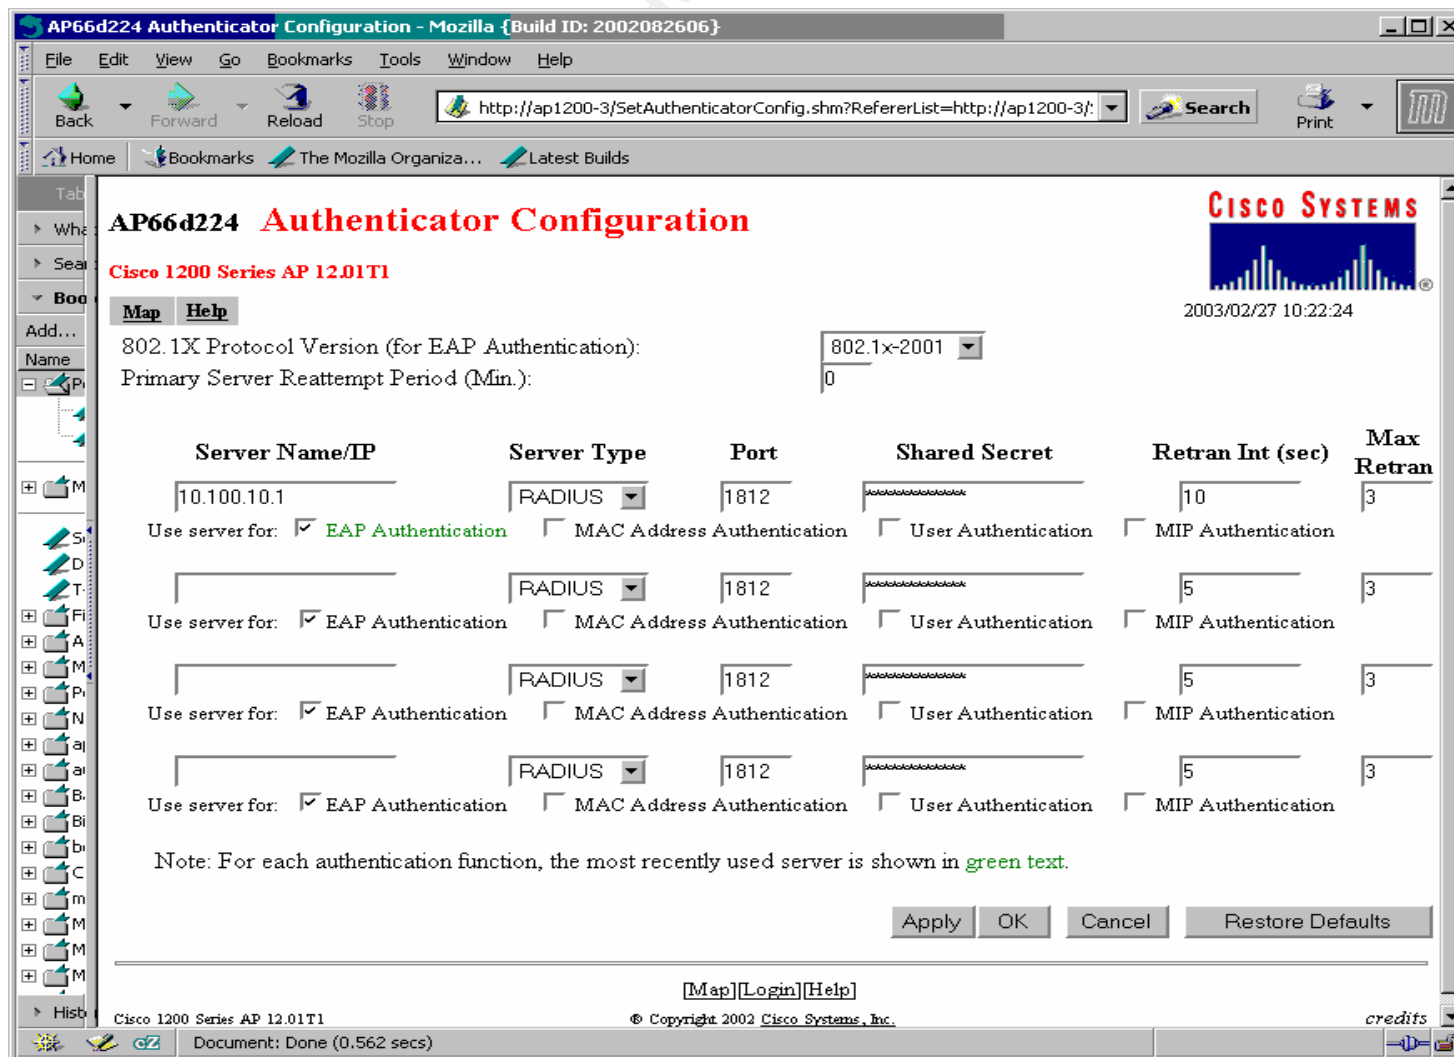 AP66d224 Authenticator Configuration - Mozilla {Build ID: 2002082606}
File Edit View Go Bookmarks Tools Window Help
Back Forward Reload Stop http://ap1200-3/SetAuthenticatorConfig.shm?RefererList=http://ap1200-3/: Search Print
Home Bookmarks The Mozilla Organiza... Latest Builds
AP66d224 Authenticator Configuration
CISCO SYSTEMS
Cisco 1200 Series AP 12.01T1
Map Help
2003/02/27 10:22:24
Add...
Name
802.1X Protocol Version (for EAP Authentication): 802.1x-2001
Primary Server Reattempt Period (Min.): 0
Server Name/IP Server Type Port Shared Secret Retran Int (sec) Max Retran
10.100.10.1 RADIUS 1812 ************** 10 3
Use server for: EAP Authentication MAC Address Authentication User Authentication MIP Authentication
RADIUS 1812 ************** 5 3
Use server for: EAP Authentication MAC Address Authentication User Authentication MIP Authentication
RADIUS 1812 ************** 5 3
Use server for: EAP Authentication MAC Address Authentication User Authentication MIP Authentication
RADIUS 1812 ************** 5 3
Use server for: EAP Authentication MAC Address Authentication User Authentication MIP Authentication
Note: For each authentication function, the most recently used server is shown in green text.
Apply OK Cancel Restore Defaults
[Map][Login][Help]
Cisco 1200 Series AP 12.01T1 © Copyright 2002 Cisco Systems, Inc. credits
Document: Done (0.562 secs)